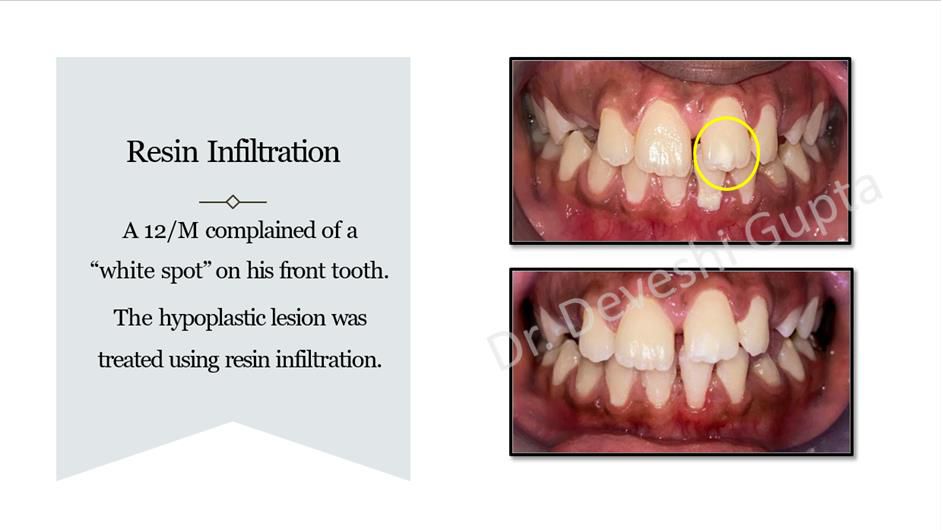 Resin Infiltration
A 12/M complained of a
“white spot” on his front tooth.
The hypoplastic lesion was
treated using resin infiltration.
Dr. Deveshi Gupta